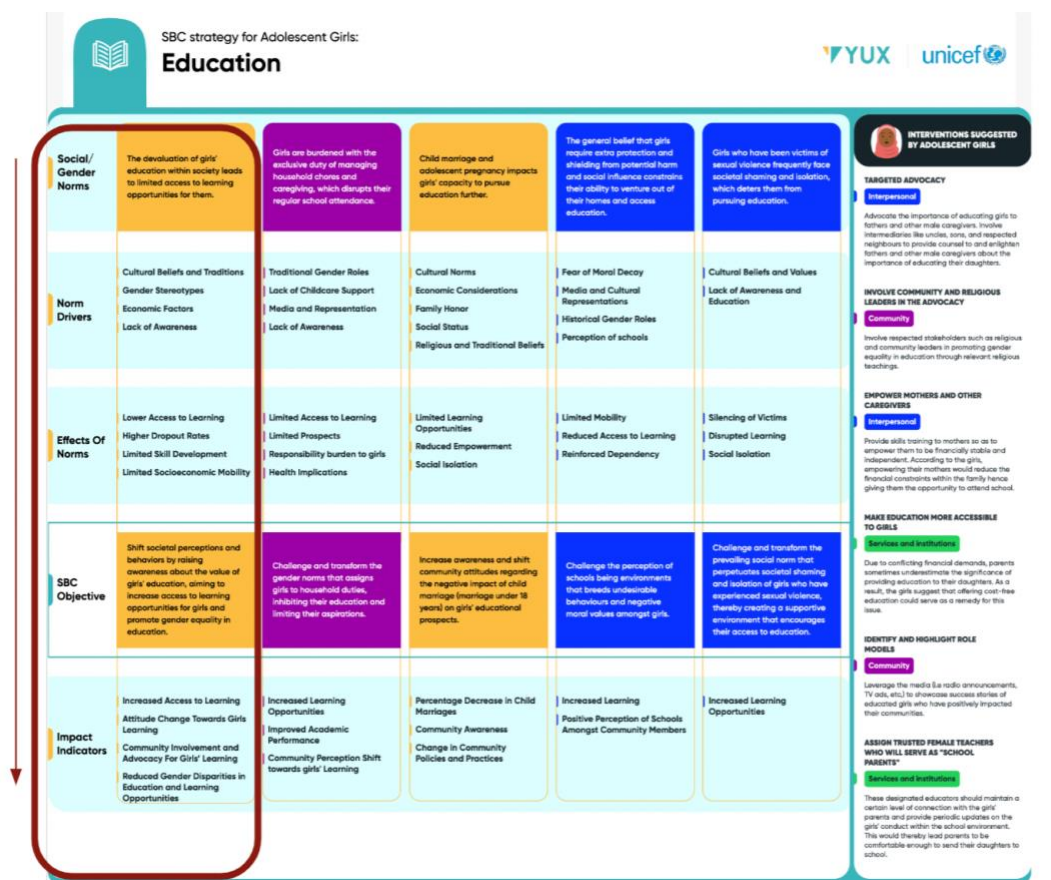 SBC strategy for Adolescent Girls:
Education
YUX
unicef
Social/
Gender
Norms
The devaluation of girls'
education within society leads
to limited access to learning
opportunities for them.
Girls are burdened with the
exclusive duty of managing
household chores and
caregiving, which disrupts their
regular school attendance.
Child marriage and
adolescent pregnancy impacts
girls' capacity to pursue
education further.
The general belief that girls
require extra protection and
shielding from potential harm
and social influence constrains
their ability to venture out of
their homes and access
education.
Girls who have been victims of
sexual violence frequently face
societal shaming and isolation,
which deters them from
pursuing education.
Norm
Drivers
Cultural Beliefs and Traditions
Gender Stereotypes
Economic Factors
Lack of Awareness
Traditional Gender Roles
Lack of Childcare Support
Media and Representation
Lack of Awareness
Cultural Norms
Economic Considerations
Family Honor
Social Status
Religious and Traditional Beliefs
Fear of Moral Decay
Media and Cultural
Representations
Historical Gender Roles
Perception of schools
Cultural Beliefs and Values
Lack of Awareness and
Education
Effects Of
Norms
Lower Access to Learning
Higher Dropout Rates
Limited Skill Development
Limited Socioeconomic Mobility
Limited Access to Learning
Limited Prospects
Responsibility burden to girls
Health Implications
Limited Learning
Opportunities
Reduced Empowerment
Social Isolation
Limited Mobility
Reduced Access to Learning
Reinforced Dependency
Silencing of Victims
Disrupted Learning
Social Isolation
SBC
Objective
Shift societal perceptions and
behaviors by raising
awareness about the value of
girls' education, aiming to
increase access to learning
opportunities for girls and
promote gender equality in
education.
Challenge and transform the
gender norms that assigns
girls to household duties,
inhibiting their education and
limiting their aspirations.
Increase awareness and shift
community attitudes regarding
the negative impact of child
marriage (marriage under 18
years) on girls' educational
prospects.
Challenge the perception of
schools being environments
that breeds undesirable
behaviours and negative
moral values amongst girls.
Challenge and transform the
prevailing social norm that
perpetuates societal shaming
and isolation of girls who have
experienced sexual violence,
thereby creating a supportive
environment that encourages
their access to education.
Impact
Indicators
Increased Access to Learning
Attitude Change Towards Girls
Learning
Community Involvement and
Advocacy For Girls' Learning
Reduced Gender Disparities in
Education and Learning
Opportunities
Increased Learning
Opportunities
Improved Academic
Performance
Community Perception Shift
towards girls' Learning
Percentage Decrease in Child
Marriages
Community Awareness
Change in Community
Policies and Practices
Increased Learning
Positive Perception of Schools
Amongst Community Members
Increased Learning
Opportunities
INTERVENTIONS SUGGESTED
BY ADOLESCENT GIRLS
TARGETED ADVOCACY
Interpersonal
Advocate the importance of educating girls to
fathers and other male caregivers. Involve
intermediaries like uncles, sons, and respected
neighbours to provide counsel to and enlighten
fathers and other male caregivers about the
importance of educating their daughters.
INVOLVE COMMUNITY AND RELIGIOUS
LEADERS IN THE ADVOCACY
Community
Involve respected stakeholders such as religious
and community leaders in promoting gender
equality in education through relevant religious
teachings.
EMPOWER MOTHERS AND OTHER
CAREGIVERS
Interpersonal
Provide skills training to mothers so as to
empower them to be financially stable and
independent. According to the girls,
empowering their mothers would reduce the
financial constraints within the family hence
giving them the opportunity to attend school.
MAKE EDUCATION MORE ACCESSIBLE
TO GIRLS
Services and institutions
Due to conflicting financial demands, parents
sometimes underestimate the significance of
providing education to their daughters. As a
result, the girls suggest that offering cost-free
education could serve as a remedy for this
issue.
IDENTIFY AND HIGHLIGHT ROLE
MODELS
Community
Leverage the media (i.e radio announcements,
TV ads, etc.) to showcase success stories of
educated girls who have positively impacted
their communities.
ASSIGN TRUSTED FEMALE TEACHERS
WHO WILL SERVE AS "SCHOOL
PARENTS"
Services and institutions
These designated educators should maintain a
certain level of connection with the girls'
parents and provide periodic updates on the
girls' conduct within the school environment.
This would thereby lead parents to be
comfortable enough to send their daughters to
school.